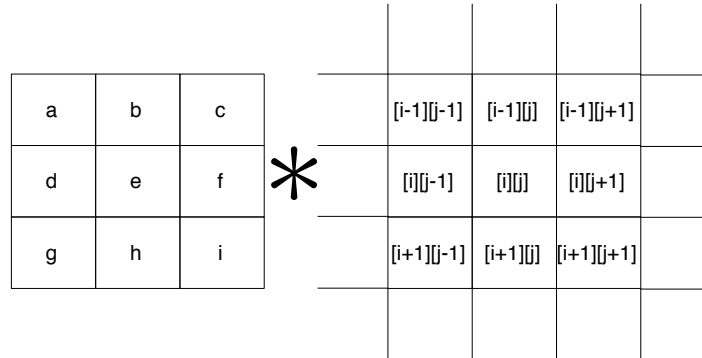 a b c [i-1][j-1] [i-1][j] [i-1][j+1]
d e f * [i][j-1] [i][j] [i][j+1]
g h i [i+1][j-1] [i+1][j] [i+1][j+1]